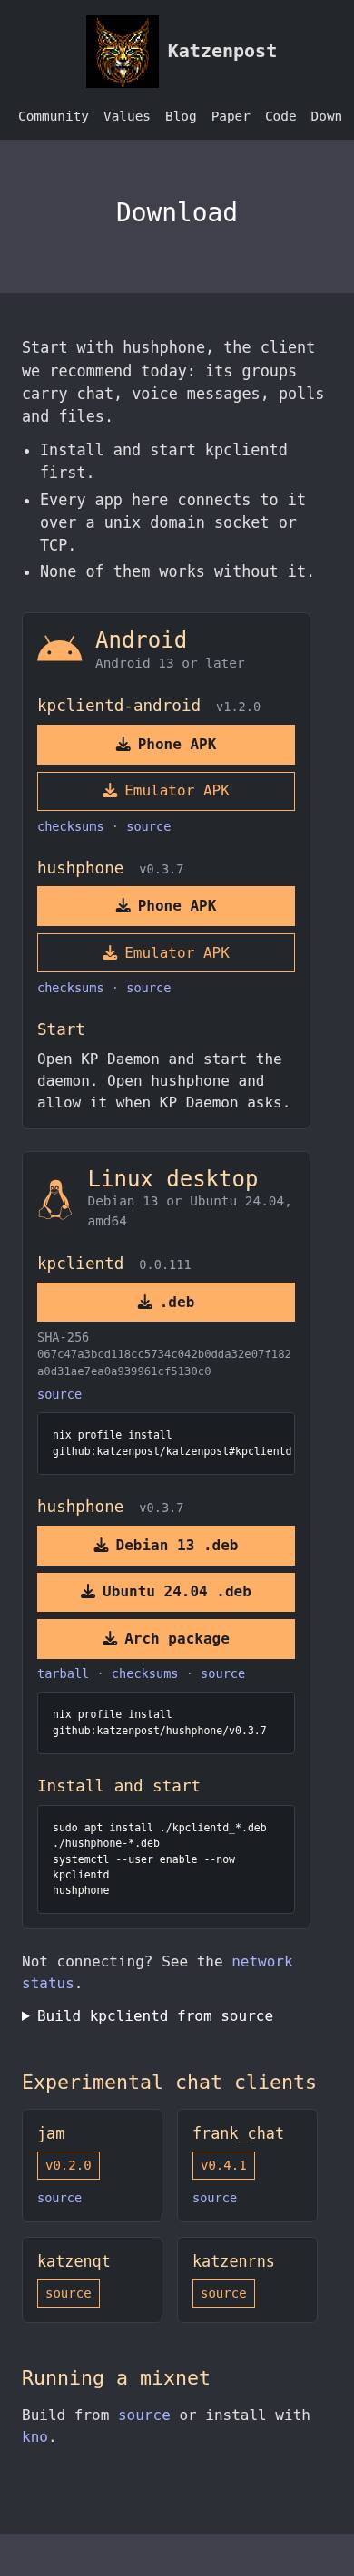 Katzenpost
Community Values Blog Paper Code Down
Download
Start with hushphone, the client
we recommend today: its groups
carry chat, voice messages, polls
and files.
• Install and start kpclientd
first.
• Every app here connects to it
over a unix domain socket or
TCP.
• None of them works without it.
Android
Android 13 or later
kpclientd-android v1.2.0
Phone APK
Emulator APK
checksums · source
hushphone v0.3.7
Phone APK
Emulator APK
checksums · source
Start
Open KP Daemon and start the
daemon. Open hushphone and
allow it when KP Daemon asks.
Linux desktop
Debian 13 or Ubuntu 24.04,
amd64
kpclientd 0.0.111
.deb
SHA-256
067c47a3bcd118cc5734c042b0dda32e07f182
a0d31ae7ea0a939961cf5130c0
source
nix profile install
github:katzenpost/katzenpost#kpclientd
hushphone v0.3.7
Debian 13 .deb
Ubuntu 24.04 .deb
Arch package
tarball · checksums · source
nix profile install
github:katzenpost/hushphone/v0.3.7
Install and start
sudo apt install ./kpclientd_*.deb
./hushphone-*.deb
systemctl --user enable --now
kpclientd
hushphone
Not connecting? See the network
status.
▶ Build kpclientd from source
Experimental chat clients
jam
v0.2.0
source
frank_chat
v0.4.1
source
katzenqt
source
katzenrns
source
Running a mixnet
Build from source or install with
kno.